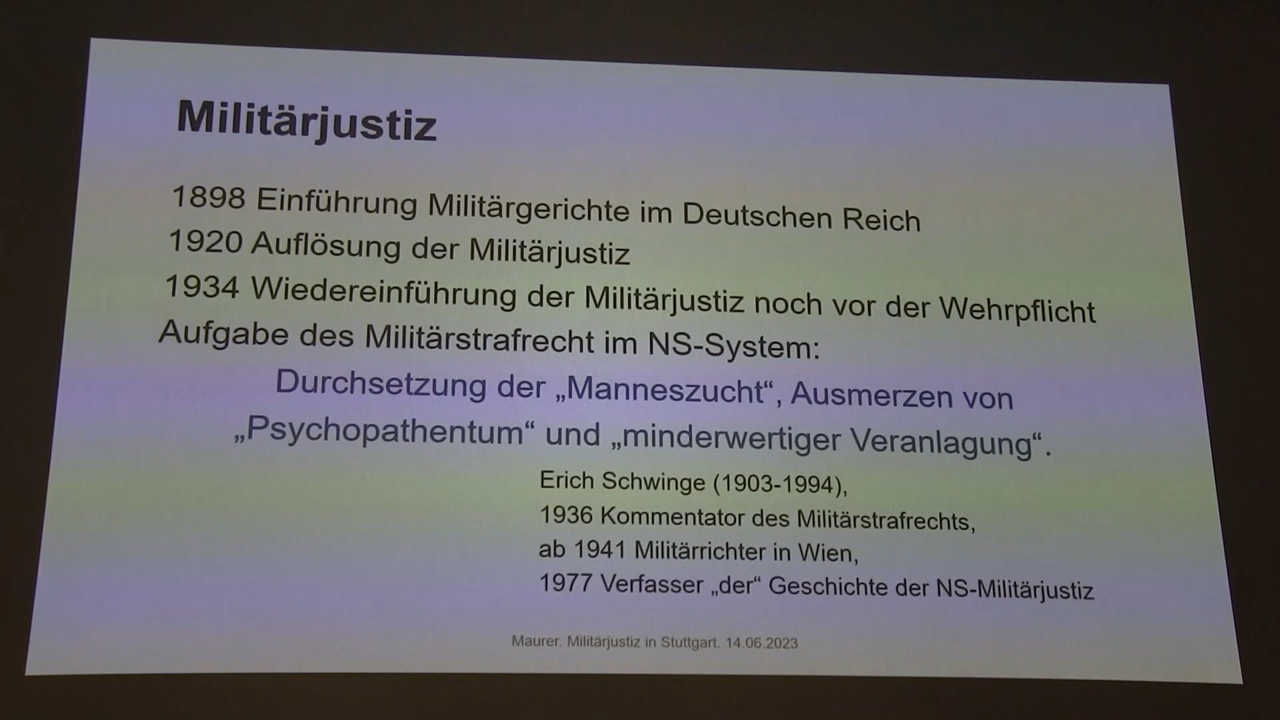 Militärjustiz
1898 Einführung Militärgerichte im Deutschen Reich
1920 Auflösung der Militärjustiz
1934 Wiedereinführung der Militärjustiz noch vor der Wehrpflicht
Aufgabe des Militärstrafrecht im NS-System:
Durchsetzung der „Manneszucht“, Ausmerzen von
„Psychopathentum“ und „minderwertiger Veranlagung“.
Erich Schwinge (1903-1994),
1936 Kommentator des Militärstrafrechts,
ab 1941 Militärrichter in Wien,
1977 Verfasser „der“ Geschichte der NS-Militärjustiz
Maurer. Militärjustiz in Stuttgart. 14.06.2023